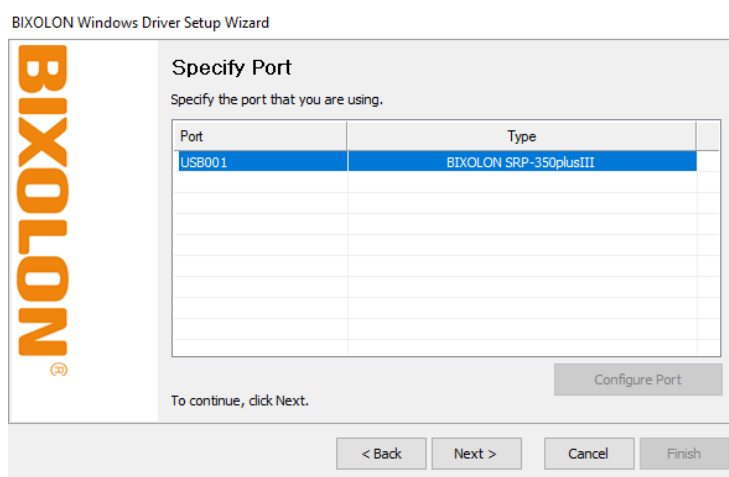 BIXOLON Windows Driver Setup Wizard
BIXOLON®
Specify Port
Specify the port that you are using.
Port Type
USB001 BIXOLON SRP-350plusIII
Configure Port
To continue, click Next.
< Back Next > Cancel Finish